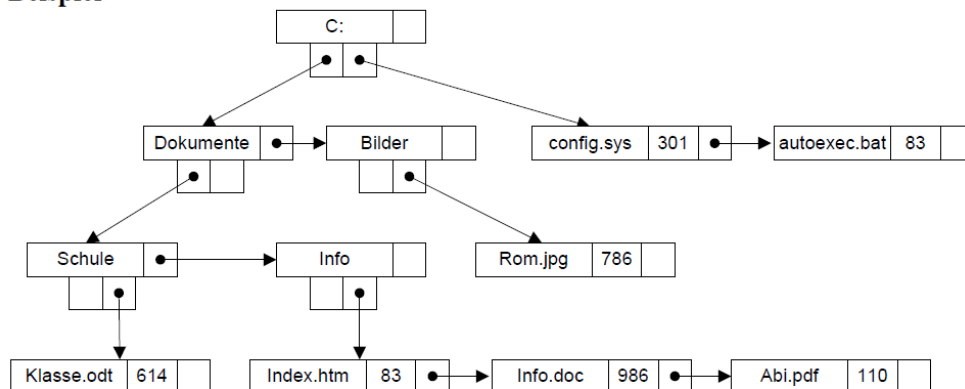 C:
Dokumente Bilder config.sys 301 autoexec.bat 83
Schule Info Rom.jpg 786
Klasse.odt 614 Index.htm 83 Info.doc 986 Abi.pdf 110